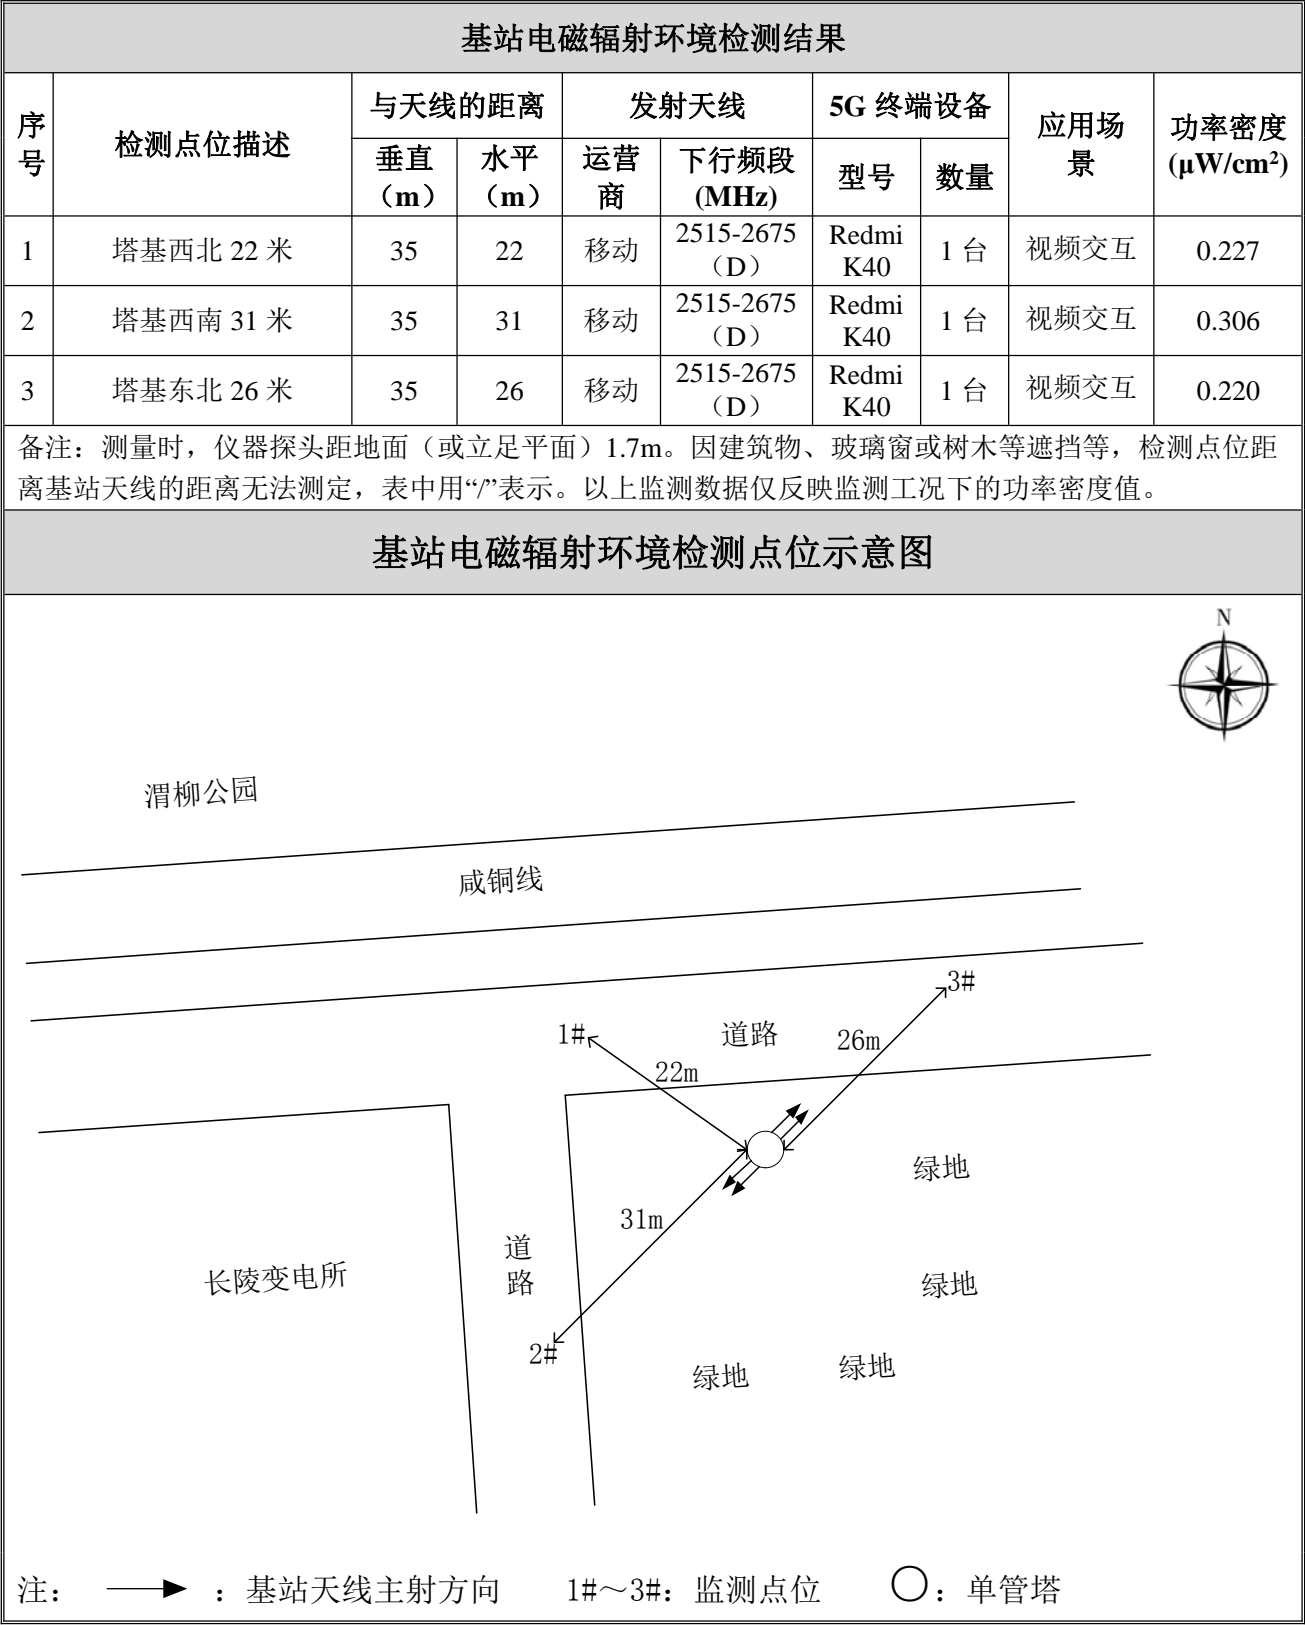 基站电磁辐射环境检测结果
序号 检测点位描述 与天线的距离 发射天线 5G 终端设备 应用场景 功率密度(μW/cm²)
垂直（m） 水平（m） 运营商 下行频段(MHz) 型号 数量
1 塔基西北 22 米 35 22 移动 2515-2675（D） Redmi K40 1 台 视频交互 0.227
2 塔基西南 31 米 35 31 移动 2515-2675（D） Redmi K40 1 台 视频交互 0.306
3 塔基东北 26 米 35 26 移动 2515-2675（D） Redmi K40 1 台 视频交互 0.220
备注：测量时，仪器探头距地面（或立足平面）1.7m。因建筑物、玻璃窗或树木等遮挡等，检测点位距
离基站天线的距离无法测定，表中用“/”表示。以上监测数据仅反映监测工况下的功率密度值。
基站电磁辐射环境检测点位示意图
N
渭柳公园
咸铜线
3#
1#
道路
26m
22m
绿地
31m
道路
长陵变电所
绿地
2#
绿地
绿地
注： ：基站天线主射方向 1#～3#：监测点位 ：单管塔